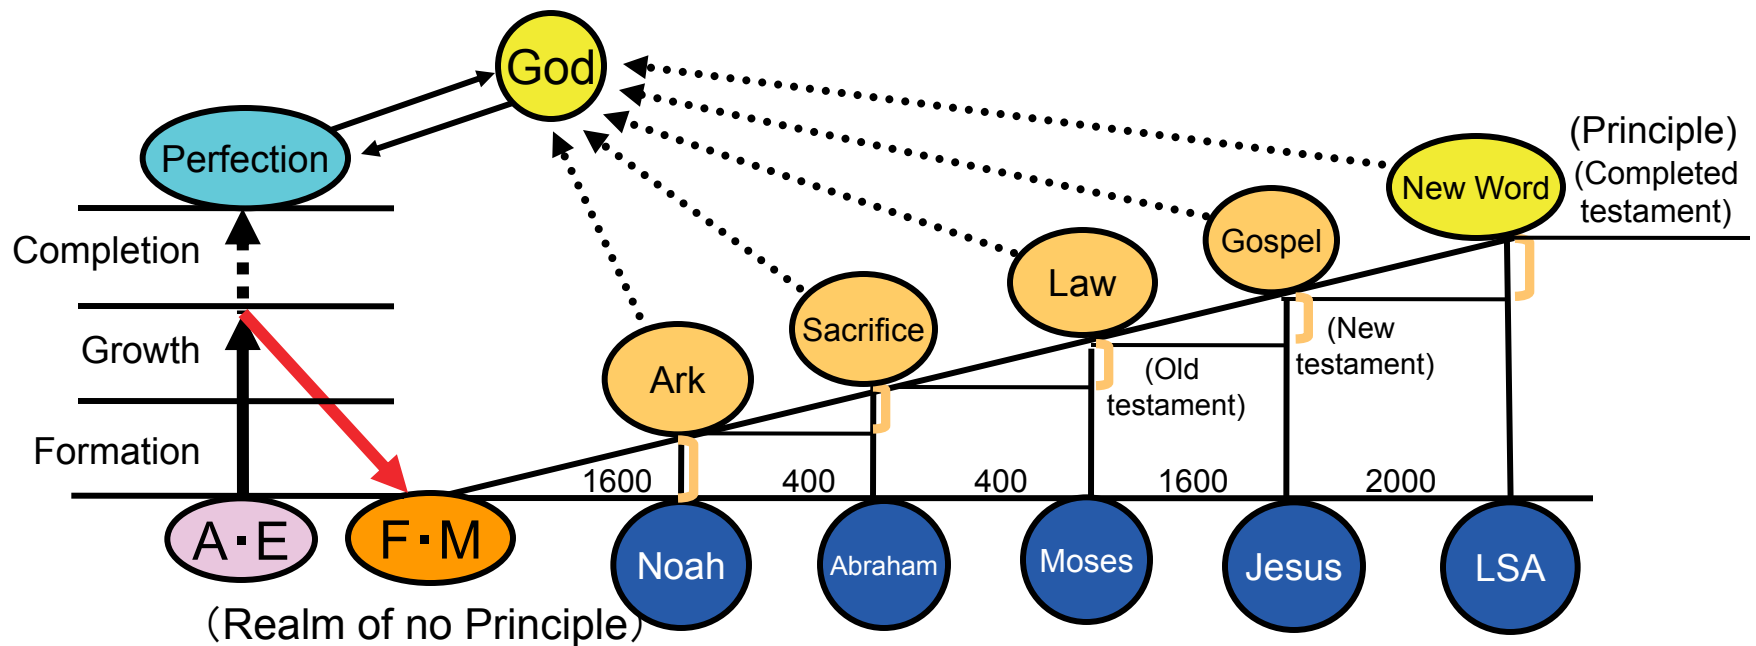 God
Perfection
Completion
Growth
Formation
A・E
F・M
（Realm of no Principle）
Ark
Sacrifice
Law
Gospel
New Word
(Principle)
(Completed
testament)
(Old
testament)
(New
testament)
1600
400
400
1600
2000
Noah
Abraham
Moses
Jesus
LSA